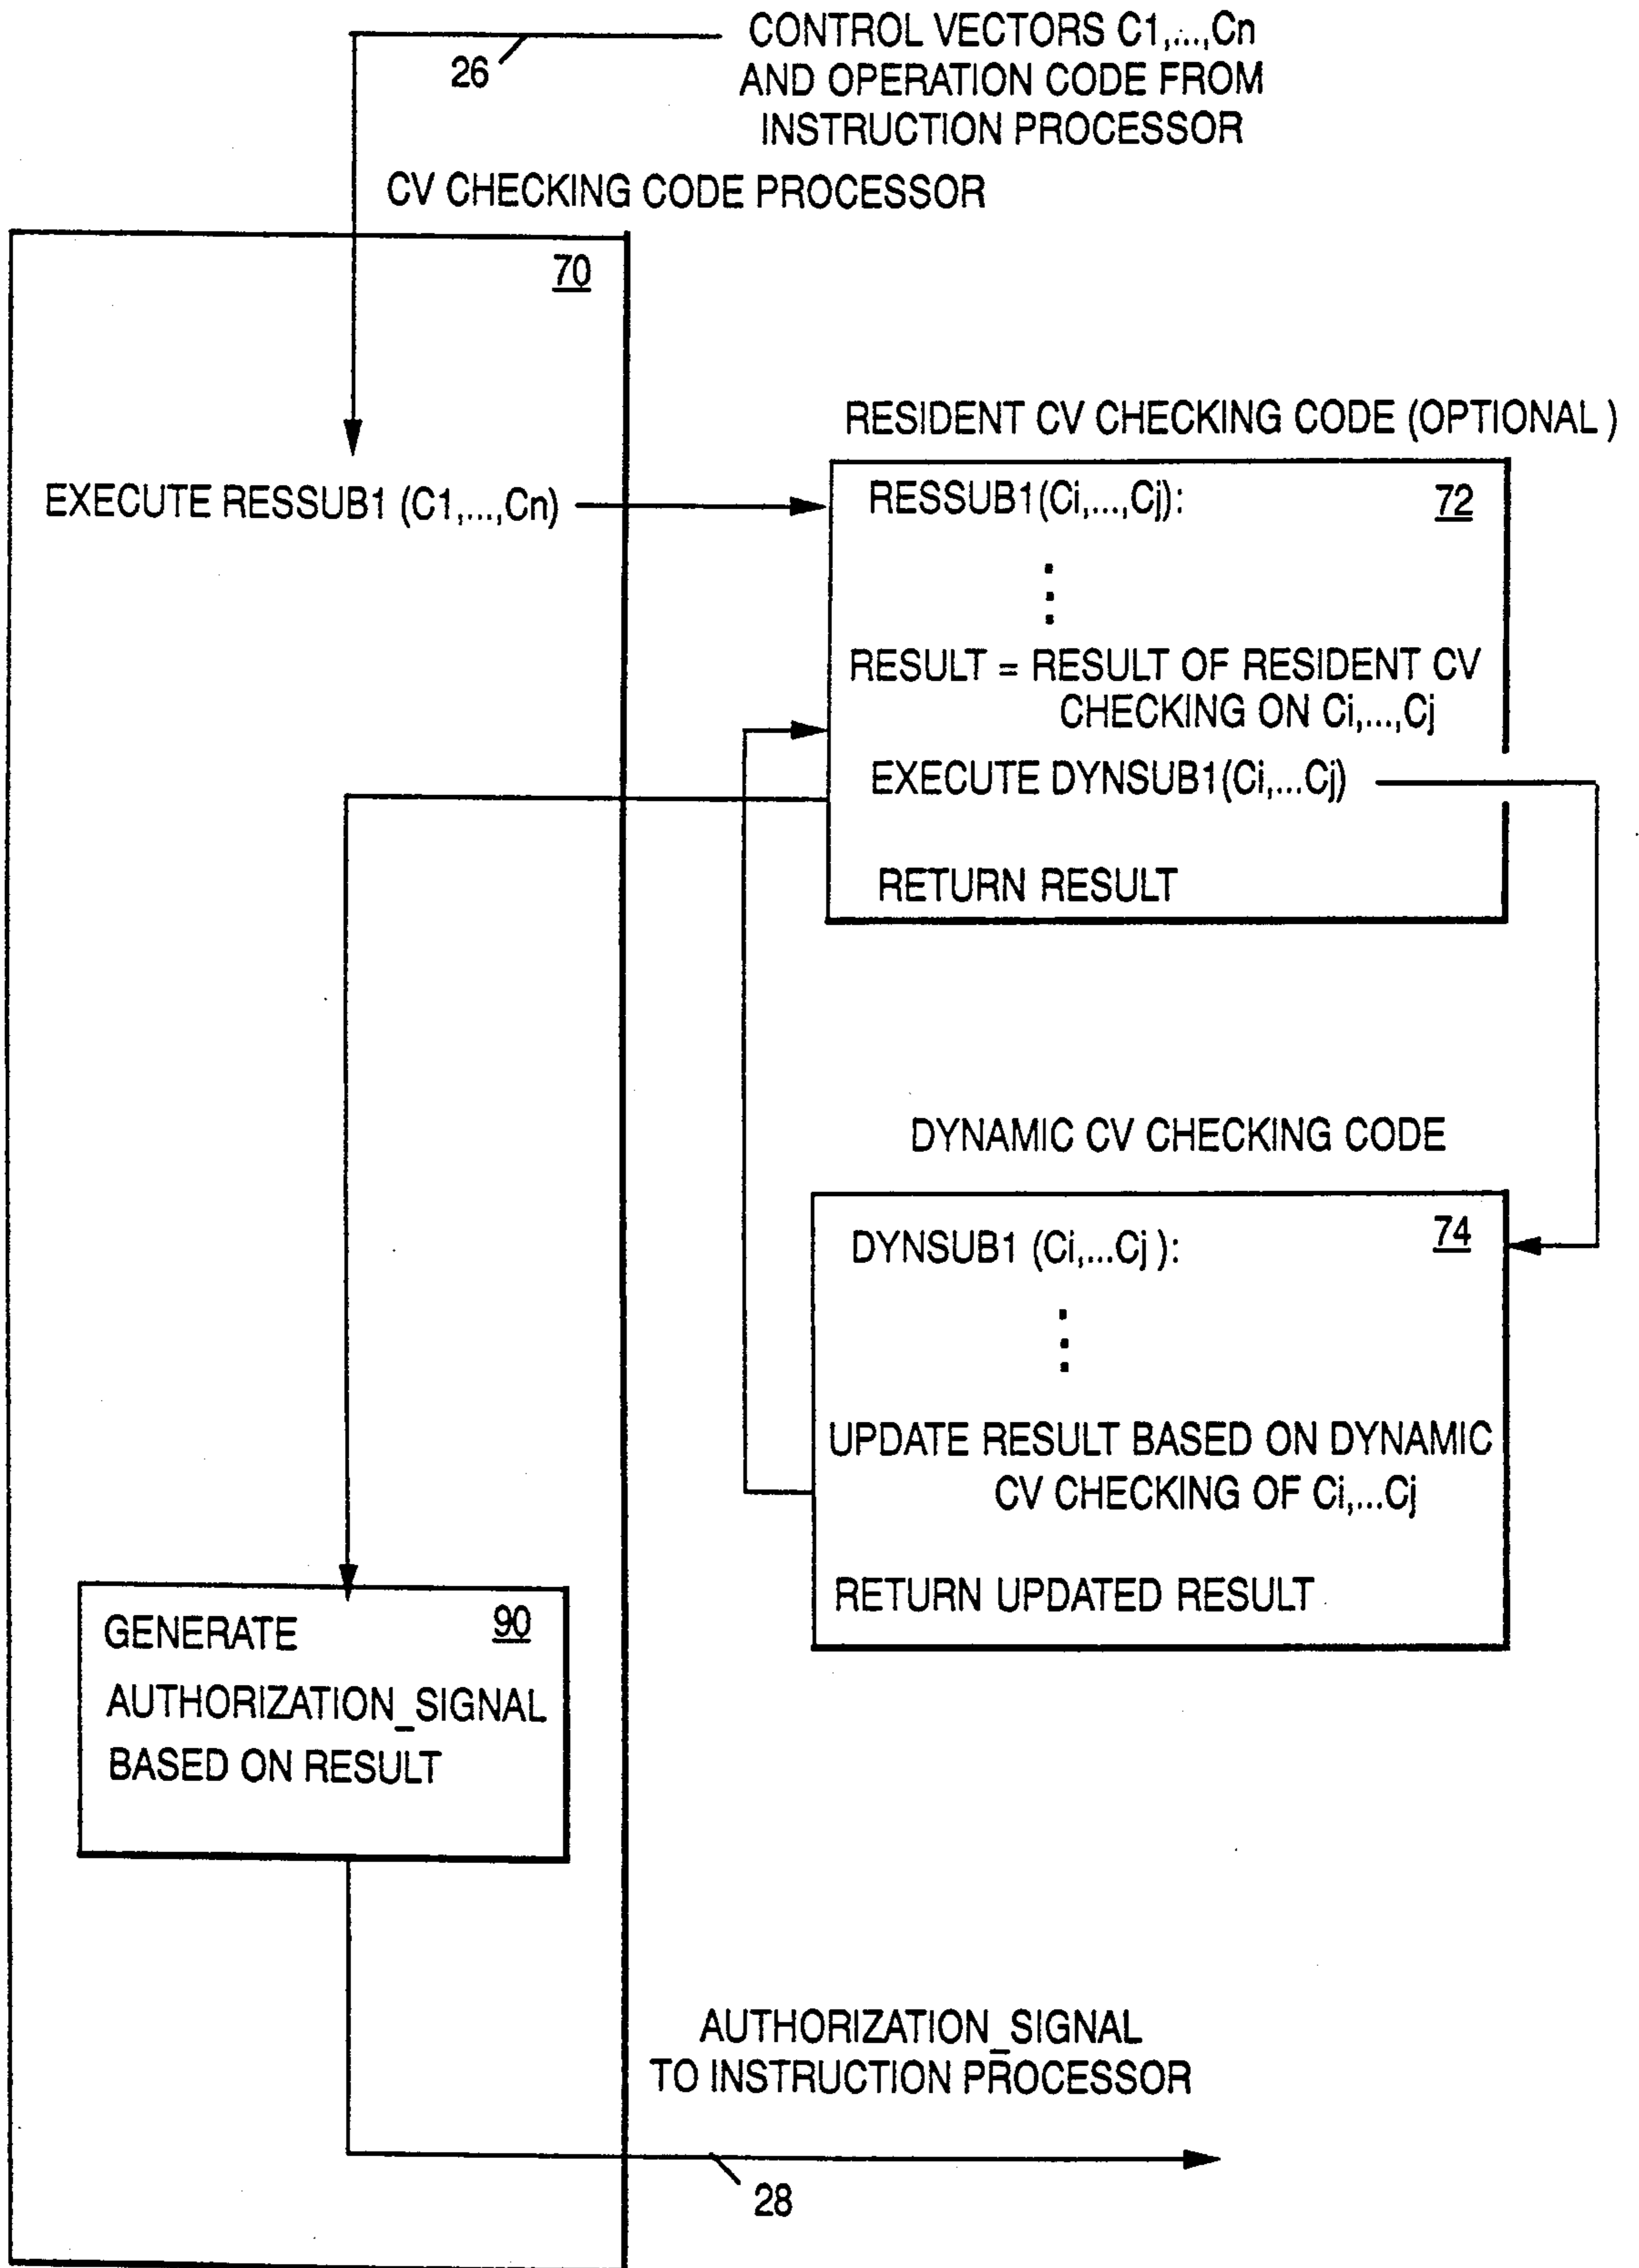 CONTROL VECTORS C1,...,Cn
AND OPERATION CODE FROM
INSTRUCTION PROCESSOR
26
CV CHECKING CODE PROCESSOR
70
RESIDENT CV CHECKING CODE (OPTIONAL )
EXECUTE RESSUB1 (C1,...,Cn)
RESSUB1(Ci,...,Cj):
72
RESULT = RESULT OF RESIDENT CV
CHECKING ON Ci,...,Cj
EXECUTE DYNSUB1(Ci,...Cj)
RETURN RESULT
DYNAMIC CV CHECKING CODE
DYNSUB1 (Ci,...Cj ):
74
UPDATE RESULT BASED ON DYNAMIC
CV CHECKING OF Ci,...Cj
RETURN UPDATED RESULT
GENERATE
90
AUTHORIZATION_SIGNAL
BASED ON RESULT
AUTHORIZATION_SIGNAL
TO INSTRUCTION PROCESSOR
28